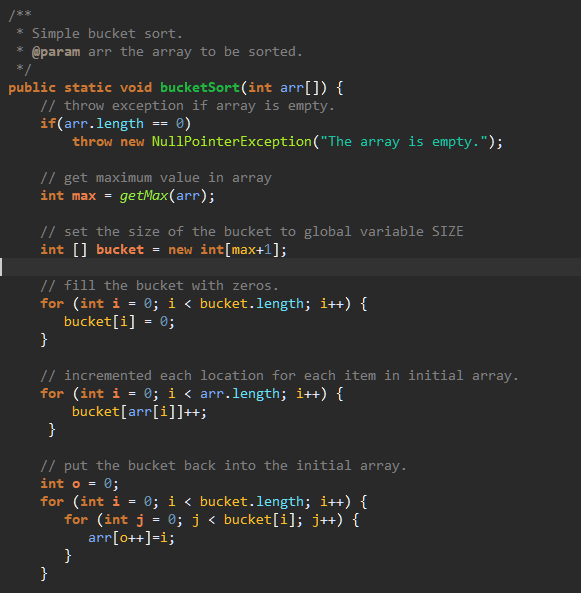 /**
 * Simple bucket sort.
 * @param arr the array to be sorted.
 */
public static void bucketSort(int arr[]) {
    // throw exception if array is empty.
    if(arr.length == 0)
        throw new NullPointerException("The array is empty.");

    // get maximum value in array
    int max = getMax(arr);

    // set the size of the bucket to global variable SIZE
    int [] bucket = new int[max+1];

    // fill the bucket with zeros.
    for (int i = 0; i < bucket.length; i++) {
       bucket[i] = 0;
    }

    // incremented each location for each item in initial array.
    for (int i = 0; i < arr.length; i++) {
        bucket[arr[i]]++;
     }

    // put the bucket back into the initial array.
    int o = 0;
    for (int i = 0; i < bucket.length; i++) {
       for (int j = 0; j < bucket[i]; j++) {
          arr[o++]=i;
       }
    }